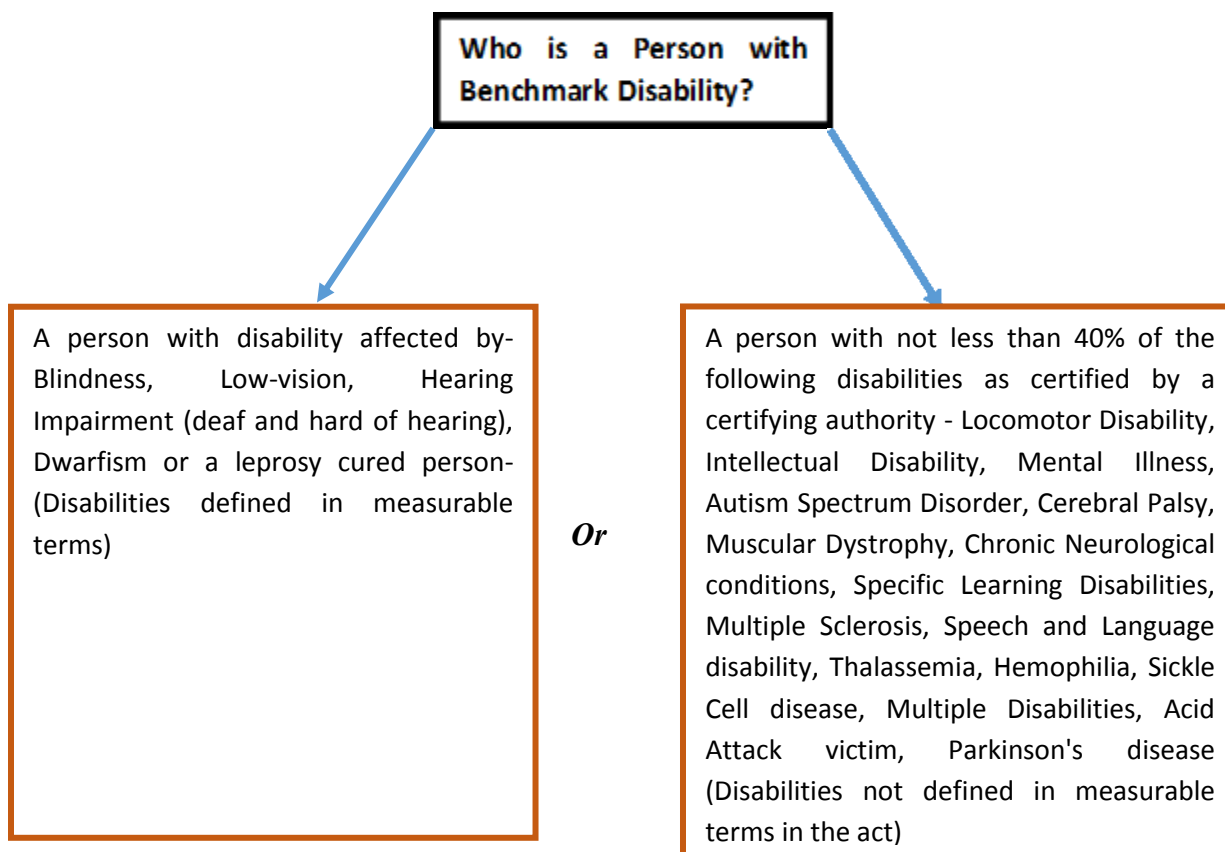 Who is a Person with
Benchmark Disability?
A person with disability affected by-
Blindness, Low-vision, Hearing
Impairment (deaf and hard of hearing),
Dwarfism or a leprosy cured person-
(Disabilities defined in measurable
terms)
Or
A person with not less than 40% of the
following disabilities as certified by a
certifying authority - Locomotor Disability,
Intellectual Disability, Mental Illness,
Autism Spectrum Disorder, Cerebral Palsy,
Muscular Dystrophy, Chronic Neurological
conditions, Specific Learning Disabilities,
Multiple Sclerosis, Speech and Language
disability, Thalassemia, Hemophilia, Sickle
Cell disease, Multiple Disabilities, Acid
Attack victim, Parkinson's disease
(Disabilities not defined in measurable
terms in the act)